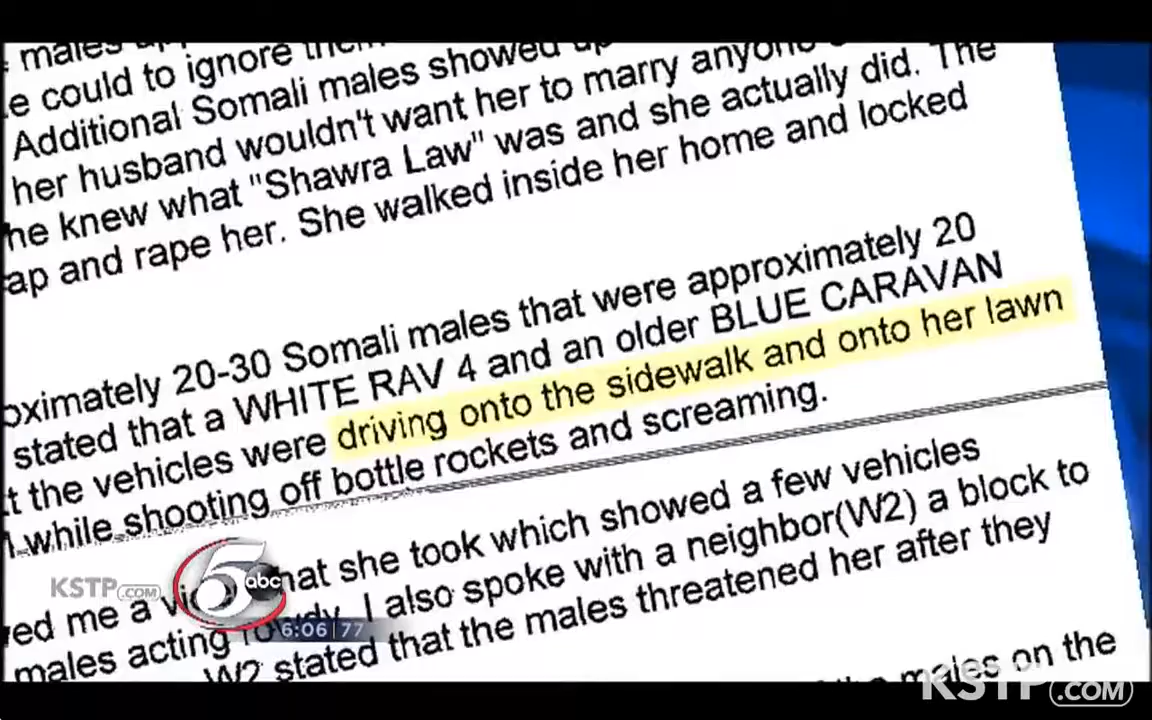 males
could to ignore them
Additional Somali males showed up
her husband wouldn't want her to marry anyone
he knew what "Shawra Law" was and she actually did. The
ap and rape her. She walked inside her home and locked
oximately 20-30 Somali males that were approximately 20
stated that a WHITE RAV 4 and an older BLUE CARAVAN
t the vehicles were driving onto the sidewalk and onto her lawn
while shooting off bottle rockets and screaming.
ed me a hat she took which showed a few vehicles
males acting rowdy. I also spoke with a neighbor(W2) a block to
W2 stated that the males threatened her after they
males on the
KSTP.COM
5
abc
6:06 77
KSTP.COM